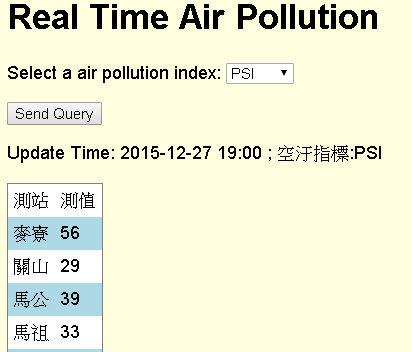 Real Time Air Pollution
Select a air pollution index: PSI
Send Query
Update Time: 2015-12-27 19:00 ; 空汙指標:PSI
測站 測值
麥寮 56
關山 29
馬公 39
馬祖 33